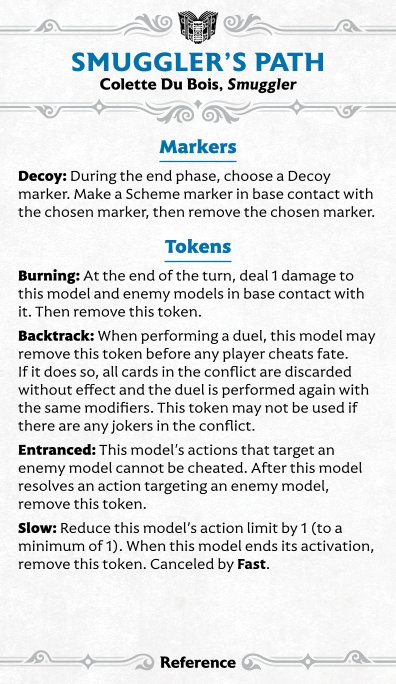 SMUGGLER'S PATH
Colette Du Bois, Smuggler
Markers
Decoy: During the end phase, choose a Decoy
marker. Make a Scheme marker in base contact with
the chosen marker, then remove the chosen marker.
Tokens
Burning: At the end of the turn, deal 1 damage to
this model and enemy models in base contact with
it. Then remove this token.
Backtrack: When performing a duel, this model may
remove this token before any player cheats fate.
If it does so, all cards in the conflict are discarded
without effect and the duel is performed again with
the same modifiers. This token may not be used if
there are any jokers in the conflict.
Entranced: This model's actions that target an
enemy model cannot be cheated. After this model
resolves an action targeting an enemy model,
remove this token.
Slow: Reduce this model's action limit by 1 (to a
minimum of 1). When this model ends its activation,
remove this token. Canceled by Fast.
Reference